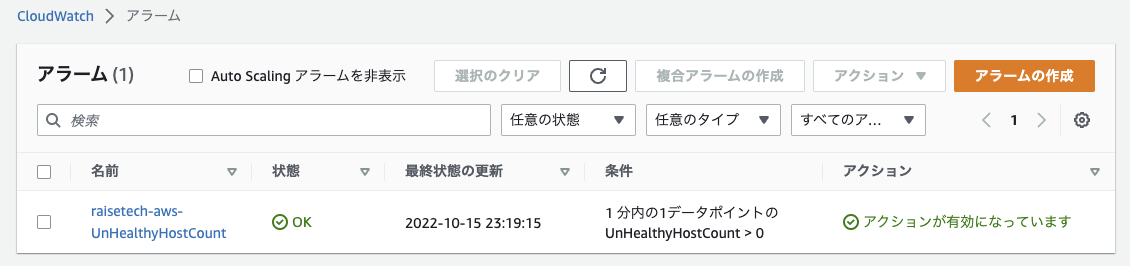 CloudWatch > アラーム
アラーム (1)
Auto Scaling アラームを非表示
選択のクリア
複合アラームの作成
アクション
アラームの作成
検索
任意の状態
任意のタイプ
すべてのア...
1
名前
状態
最終状態の更新
条件
アクション
raisetech-aws-
UnHealthyHostCount
OK
2022-10-15 23:19:15
1 分内の1データポイントの
UnHealthyHostCount > 0
アクションが有効になっています